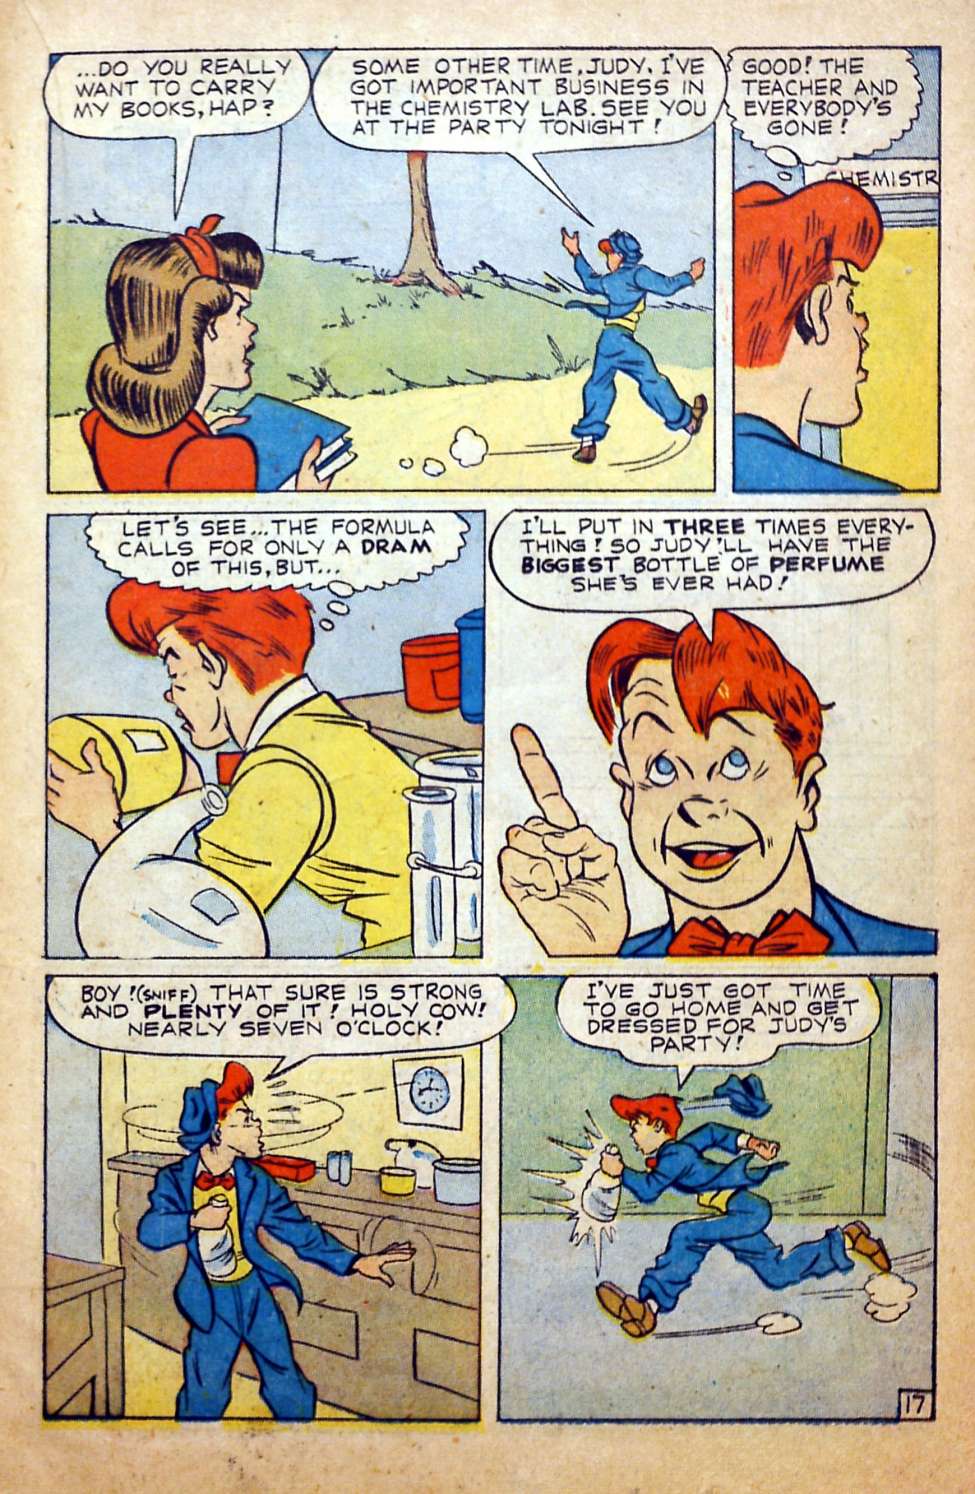 ...DO YOU REALLY
WANT TO CARRY
MY BOOKS, HAP?
SOME OTHER TIME, JUDY. I'VE
GOT IMPORTANT BUSINESS IN
THE CHEMISTRY LAB. SEE YOU
AT THE PARTY TONIGHT!
GOOD! THE
TEACHER AND
EVERYBODY'S
GONE!
CHEMISTR
LET'S SEE...THE FORMULA
CALLS FOR ONLY A DRAM
OF THIS, BUT...
I'LL PUT IN THREE TIMES EVERY-
THING! SO JUDY'LL HAVE THE
BIGGEST BOTTLE OF PERFUME
SHE'S EVER HAD!
BOY! (SNIFF) THAT SURE IS STRONG
AND PLENTY OF IT! HOLY COW!
NEARLY SEVEN O'CLOCK!
I'VE JUST GOT TIME
TO GO HOME AND GET
DRESSED FOR JUDY'S
PARTY!
17